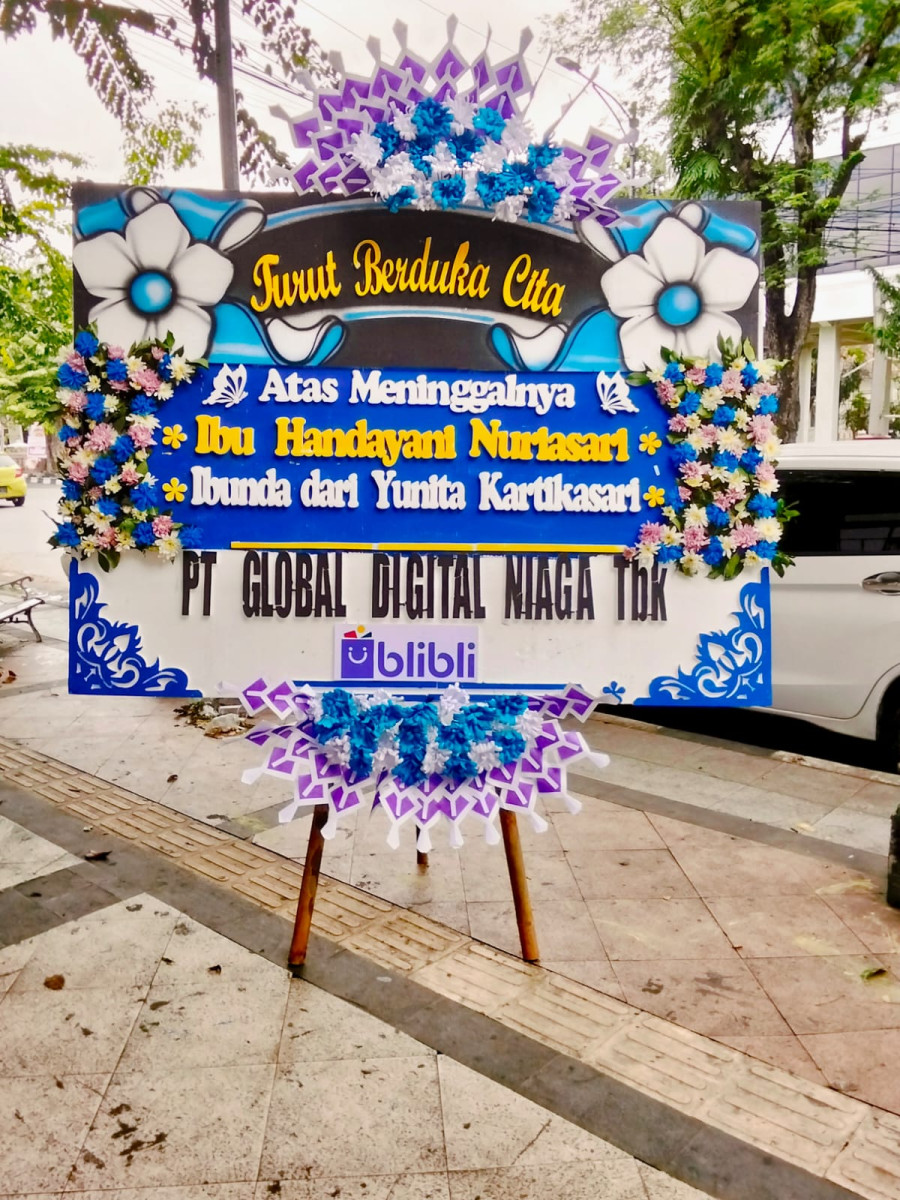 Turut Berduka Cita
Atas Meninggalnya
Ibu Handayani Nuriasari
Ibunda dari Yunita Kartikasari
PT GLOBAL DIGITAL NIAGA Tbk
blibli